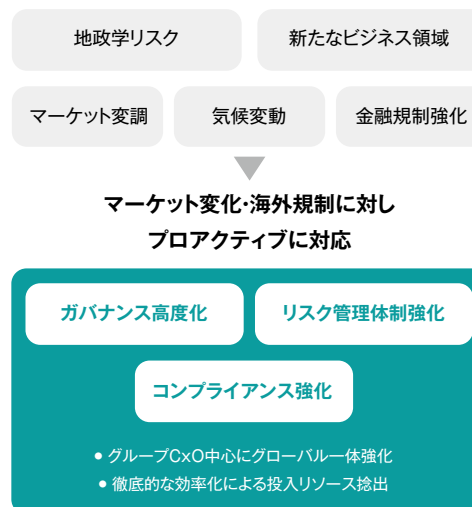 地政学リスク
新たなビジネス領域
マーケット変調
気候変動
金融規制強化
マーケット変化・海外規制に対し
プロアクティブに対応
ガバナンス高度化
リスク管理体制強化
コンプライアンス強化
● グループCxO中心にグローバル一体強化
● 徹底的な効率化による投入リソース捻出